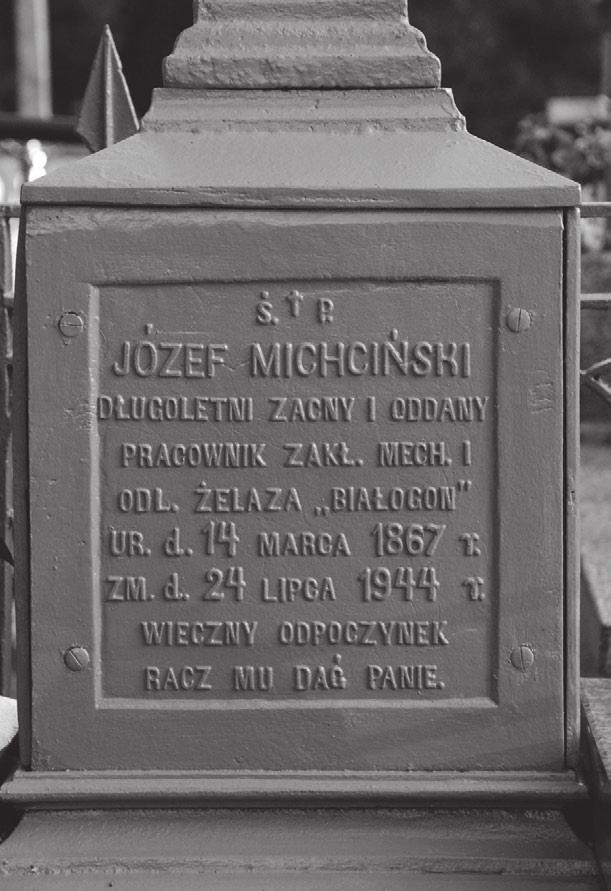 Ś. † P.
JÓZEF MICHCIŃSKI
DŁUGOLETNI ZACNY I ODDANY
PRACOWNIK ZAKŁ. MECH. I
ODL. ŻELAZA „BIAŁOGON”
UR. d. 14 MARCA 1867 r.
ZM. d. 24 LIPCA 1944 r.
WIECZNY ODPOCZYNEK
RACZ MU DAĠ PANIE.